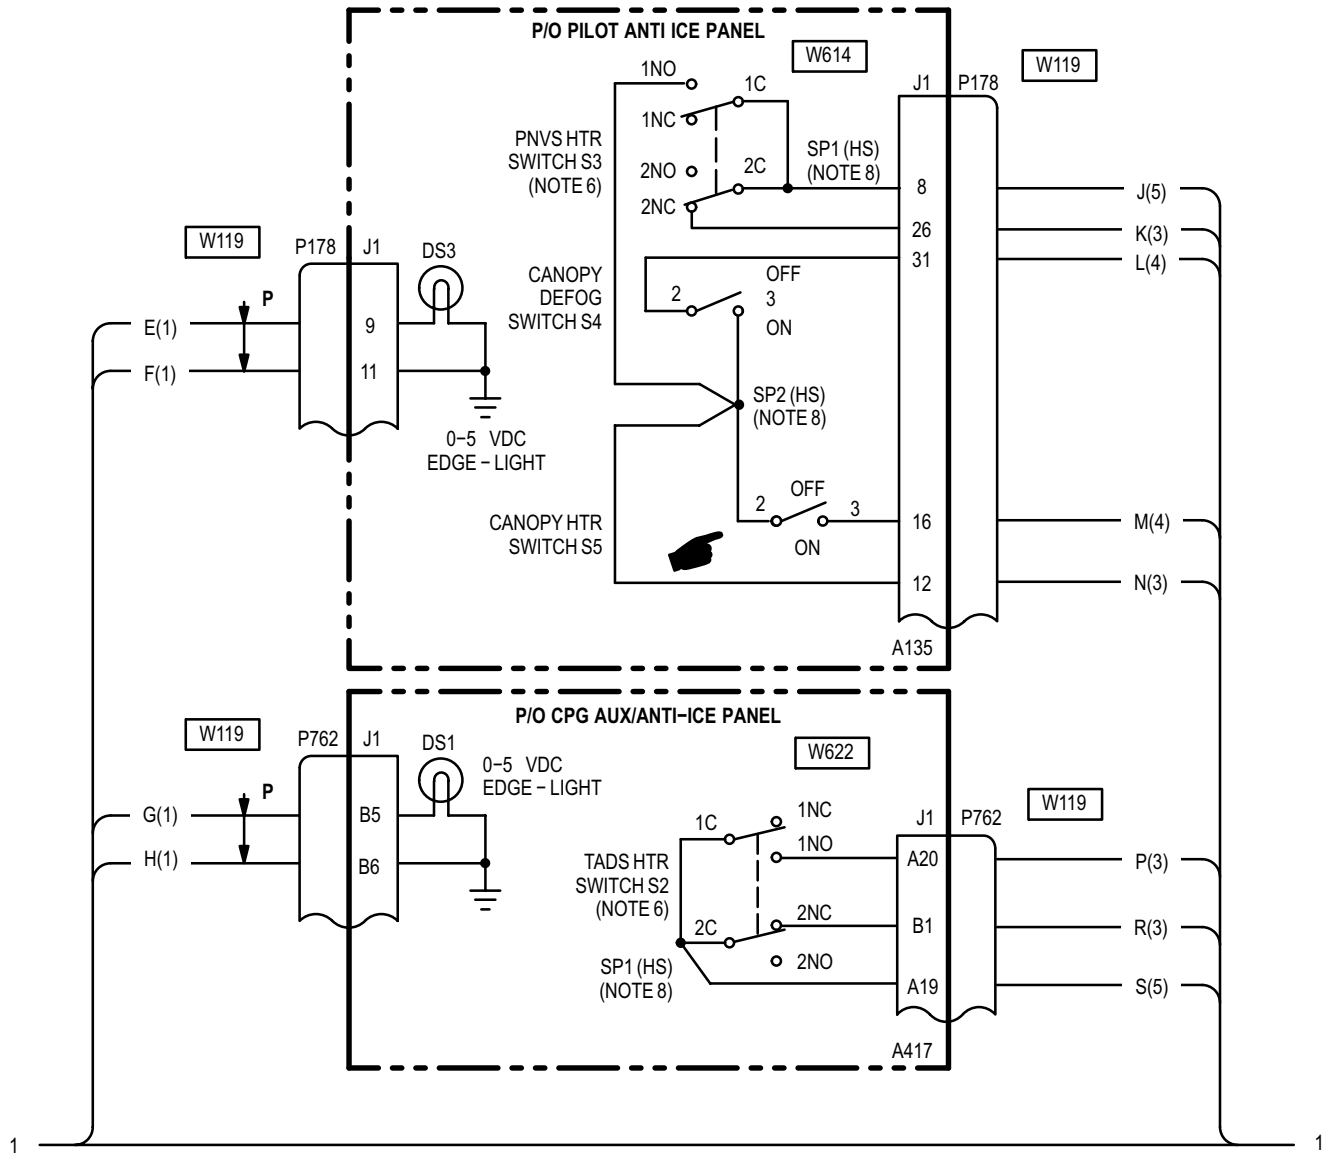 P/O PILOT ANTI ICE PANEL
W614
W119
1NO
1C
J1
P178
1NC
PNVS HTR
SWITCH S3
(NOTE 6)
2NO
2C
2NC
SP1 (HS)
(NOTE 8)
8
J(5)
26
K(3)
31
L(4)
W119
P178
J1
DS3
P
E(1)
9
F(1)
11
0−5 VDC
EDGE − LIGHT
CANOPY
DEFOG
SWITCH S4
2
OFF
3
ON
SP2 (HS)
(NOTE 8)
CANOPY HTR
SWITCH S5
2
OFF
3
ON
16
M(4)
12
N(3)
A135
P/O CPG AUX/ANTI−ICE PANEL
W119
P762
J1
DS1
0−5 VDC
EDGE − LIGHT
W622
W119
P
G(1)
B5
H(1)
B6
1C
1NC
1NO
J1
P762
TADS HTR
SWITCH S2
(NOTE 6)
A20
P(3)
2C
2NC
B1
R(3)
2NO
SP1 (HS)
(NOTE 8)
A19
S(5)
A417
1
1